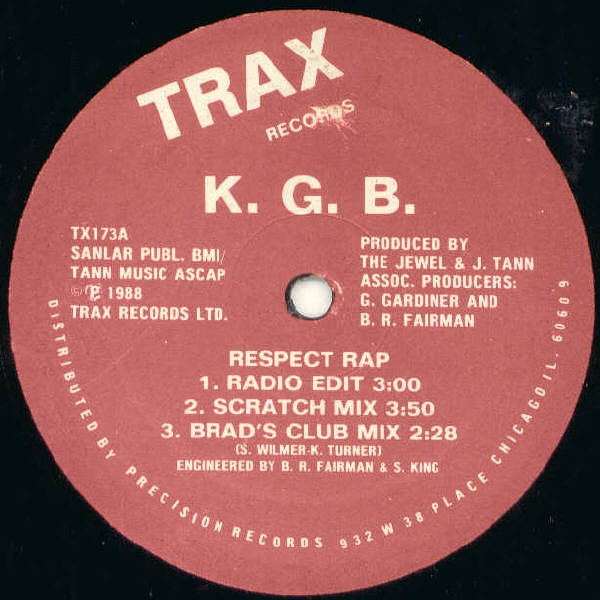 TRAX
RECORDS
K. G. B.
TX173A
SANLAR PUBL. BMI/
TANN MUSIC ASCAP
©℗ 1988
TRAX RECORDS LTD.
PRODUCED BY
THE JEWEL & J. TANN
ASSOC. PRODUCERS:
G. GARDINER AND
B. R. FAIRMAN
RESPECT RAP
1. RADIO EDIT 3:00
2. SCRATCH MIX 3:50
3. BRAD'S CLUB MIX 2:28
(S. WILMER-K. TURNER)
ENGINEERED BY B. R. FAIRMAN & S. KING
DISTRIBUTED BY PRECISION RECORDS 932 W 38 PLACE CHICAGO IL. 60609